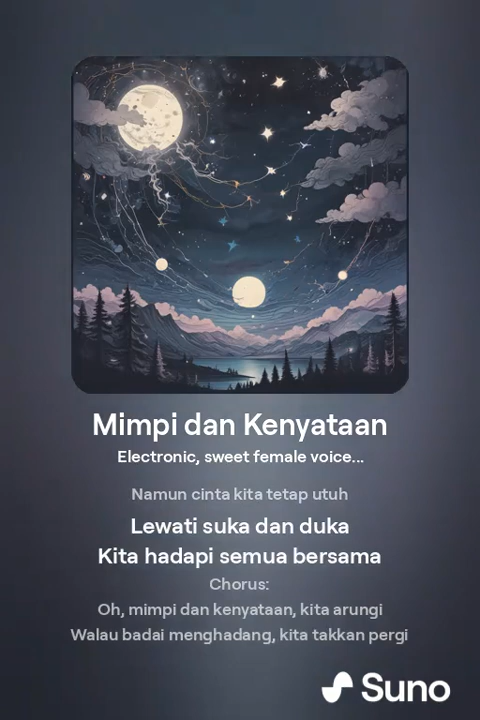 Mimpi dan Kenyataan
Electronic, sweet female voice...
Namun cinta kita tetap utuh
Lewati suka dan duka
Kita hadapi semua bersama
Chorus:
Oh, mimpi dan kenyataan, kita arungi
Walau badai menghadang, kita takkan pergi
Suno